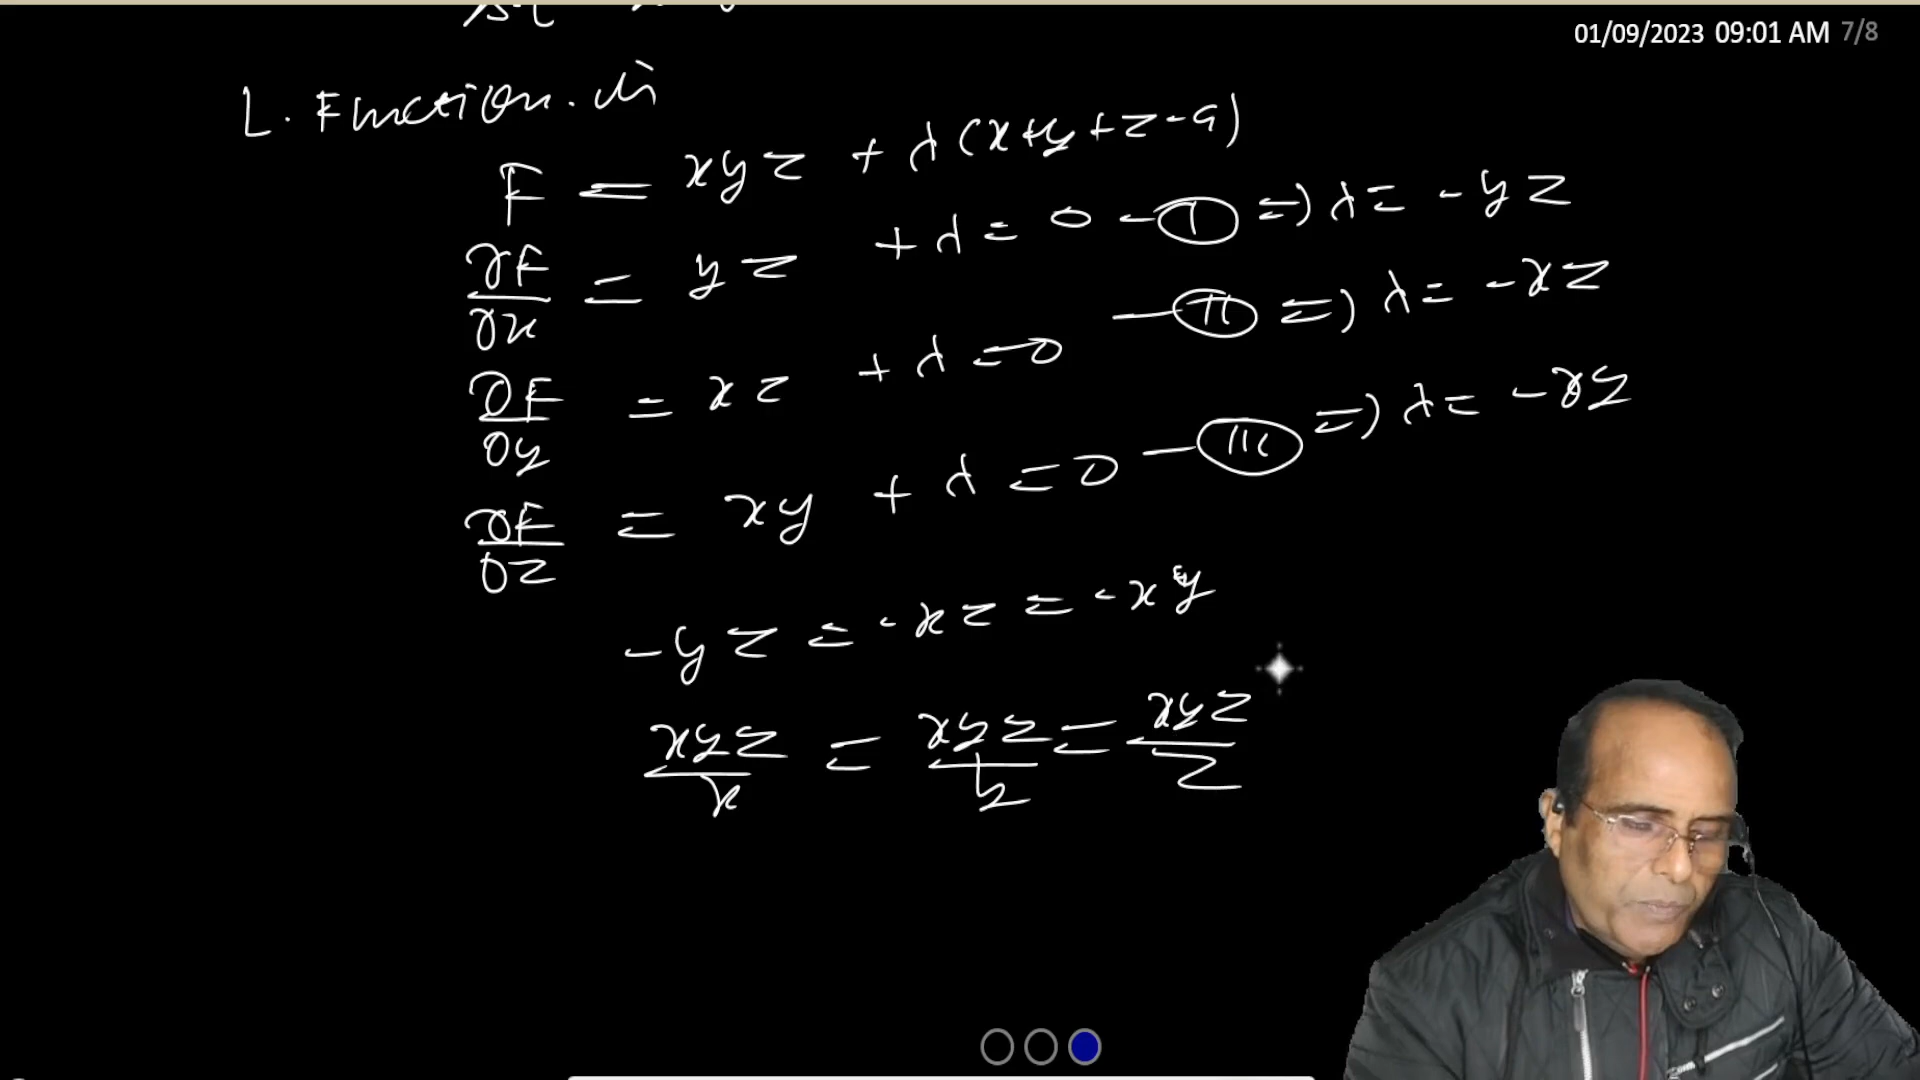 01/09/2023 09:01 AM 7/8
L. Function. is
F = xyz + λ(x+y+z-a)
∂F/∂x = yz + λ = 0 - I => λ = -yz
∂F/∂y = xz + λ = 0 - II => λ = -xz
∂F/∂z = xy + λ = 0 - III => λ = -xy
-yz = -xz = -xy
xyz/x = xyz/y = xyz/z